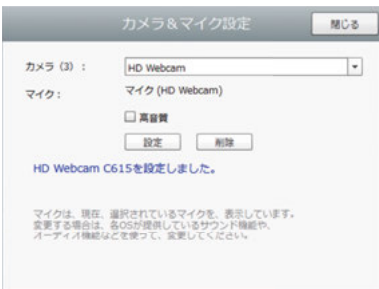 カメラ＆マイク設定
閉じる
カメラ（3）：
HD Webcam
マイク：
マイク (HD Webcam)
高音質
設定
削除
HD Webcam C615を設定しました。
マイクは、現在、選択されているマイクを、表示しています。
変更する場合は、各OSが提供しているサウンド機能や、
オーディオ機能などを使って、変更してください。